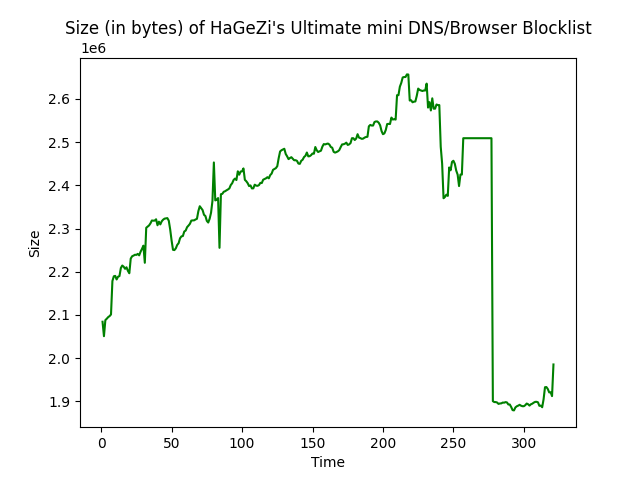 Size (in bytes) of HaGeZi's Ultimate mini DNS/Browser Blocklist
1e6
2.6
2.5
2.4
2.3
2.2
2.1
2.0
1.9
Size
0 50 100 150 200 250 300
Time